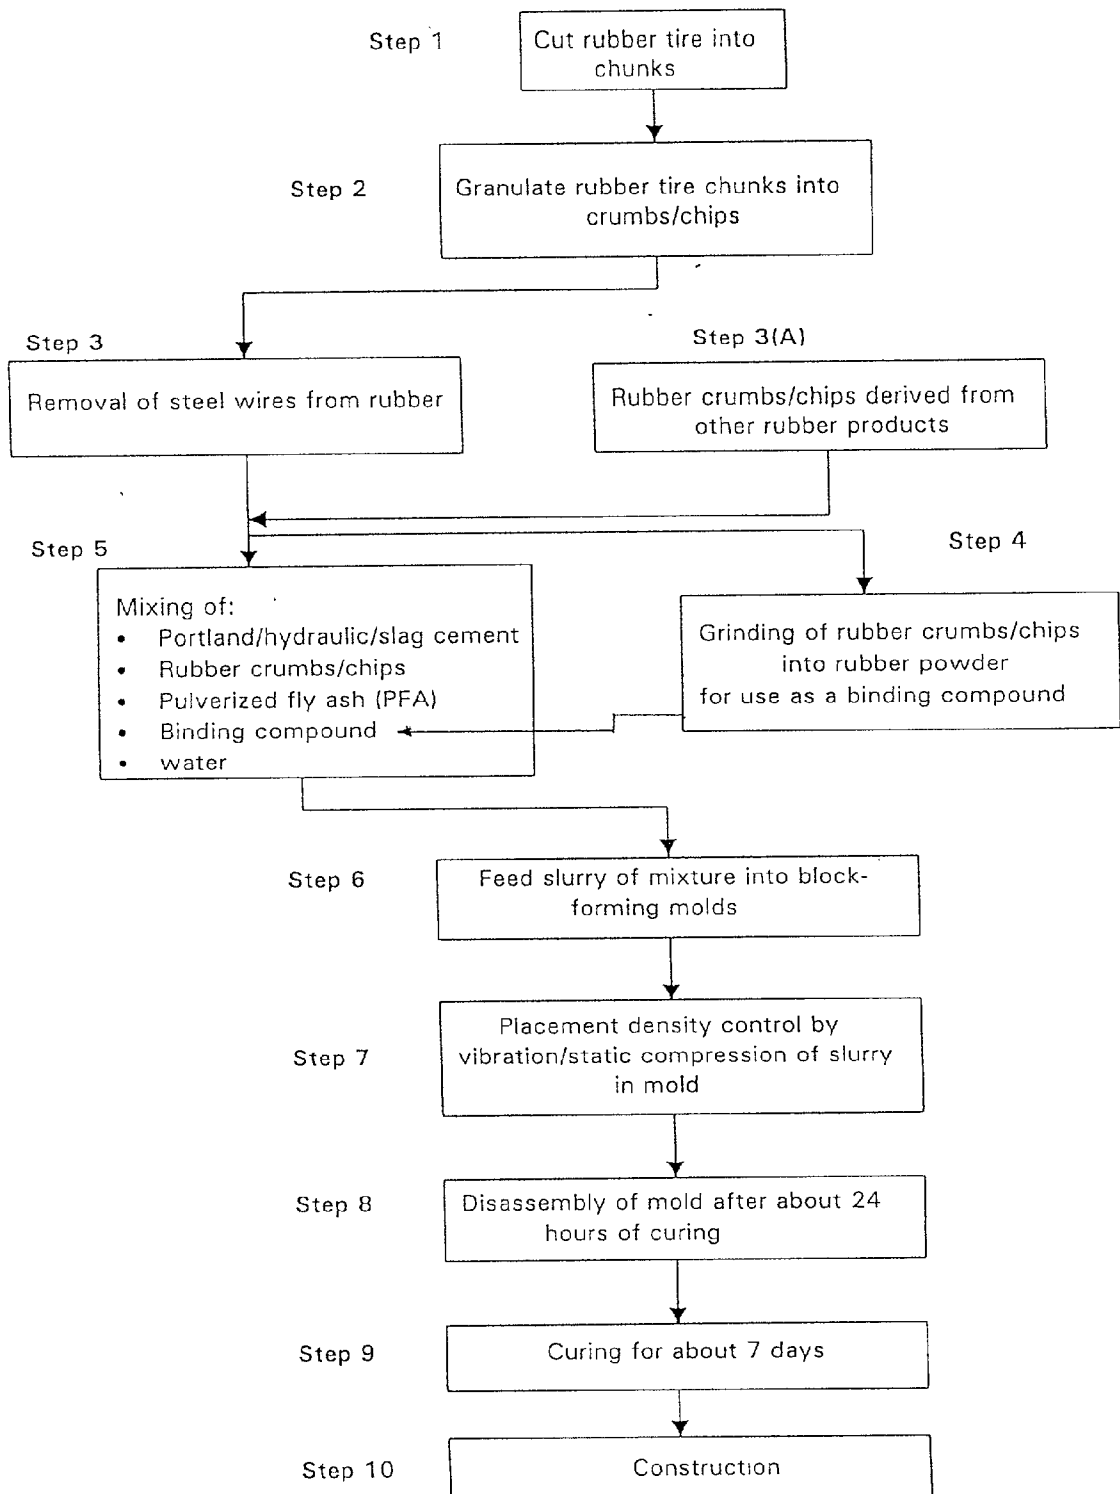 Step 1
Cut rubber tire into
chunks
Step 2
Granulate rubber tire chunks into
crumbs/chips
Step 3
Removal of steel wires from rubber
Step 3(A)
Rubber crumbs/chips derived from
other rubber products
Step 5
Mixing of:
• Portland/hydraulic/slag cement
• Rubber crumbs/chips
• Pulverized fly ash (PFA)
• Binding compound
• water
Step 4
Grinding of rubber crumbs/chips
into rubber powder
for use as a binding compound
Step 6
Feed slurry of mixture into block-
forming molds
Step 7
Placement density control by
vibration/static compression of slurry
in mold
Step 8
Disassembly of mold after about 24
hours of curing
Step 9
Curing for about 7 days
Step 10
Construction